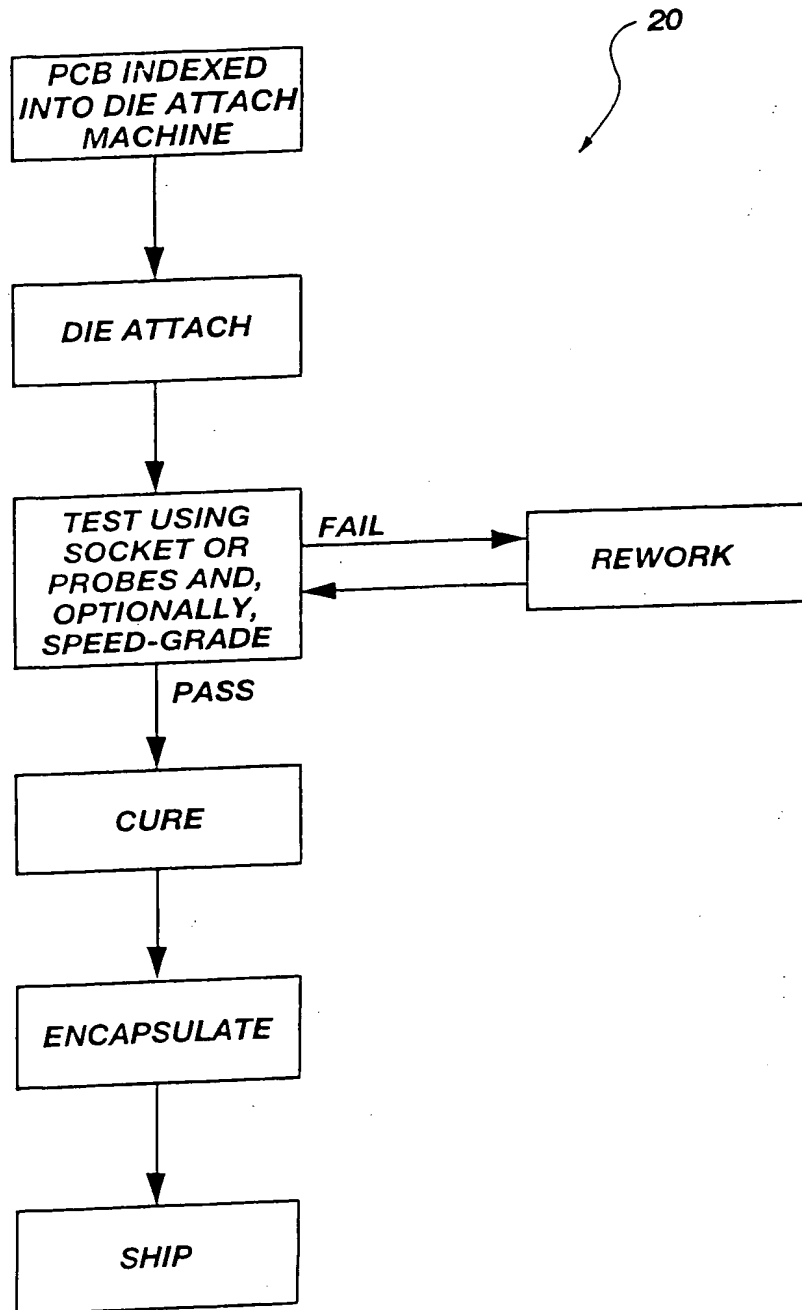 20
PCB INDEXED
INTO DIE ATTACH
MACHINE
DIE ATTACH
TEST USING
SOCKET OR
PROBES AND,
OPTIONALLY,
SPEED-GRADE
FAIL
REWORK
PASS
CURE
ENCAPSULATE
SHIP